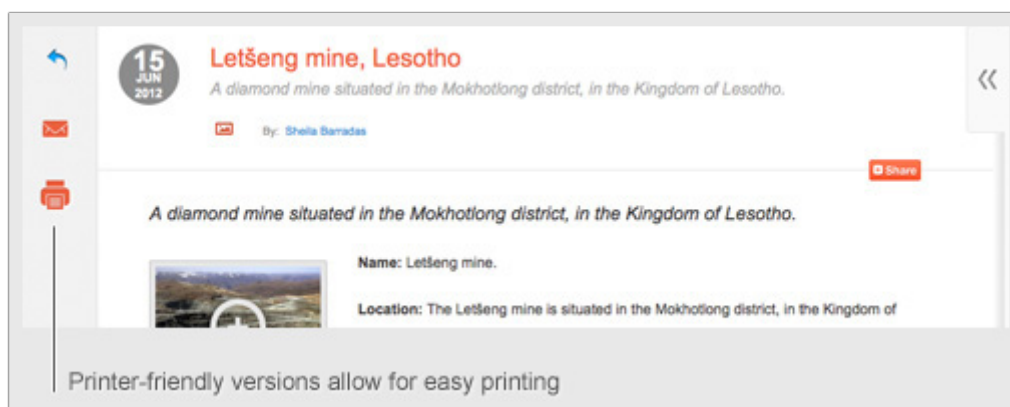 15
JUN
2012
Letšeng mine, Lesotho
A diamond mine situated in the Mokhotlong district, in the Kingdom of Lesotho.
By: Sheila Barradas
Share
A diamond mine situated in the Mokhotlong district, in the Kingdom of Lesotho.
Name: Letšeng mine.
Location: The Letšeng mine is situated in the Mokhotlong district, in the Kingdom of
Printer-friendly versions allow for easy printing